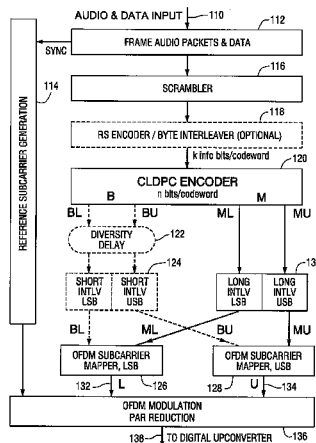 AUDIO & DATA INPUT
110
112
FRAME AUDIO PACKETS & DATA
SYNC
114
116
SCRAMBLER
118
RS ENCODER / BYTE INTERLEAVER (OPTIONAL)
k info bits/codeword
120
CLDPC ENCODER
B n bits/codeword M
BL BU ML MU
DIVERSITY
DELAY
122
124
SHORT INTLV LSB
SHORT INTLV USB
LONG INTLV LSB
LONG INTLV USB
BL ML BU MU
OFDM SUBCARRIER
MAPPER, LSB
OFDM SUBCARRIER
MAPPER, USB
132 L 126
128 U 134
REFERENCE SUBCARRIER GENERATION
OFDM MODULATION
PAR REDUCTION
136
138 TO DIGITAL UPCONVERTER